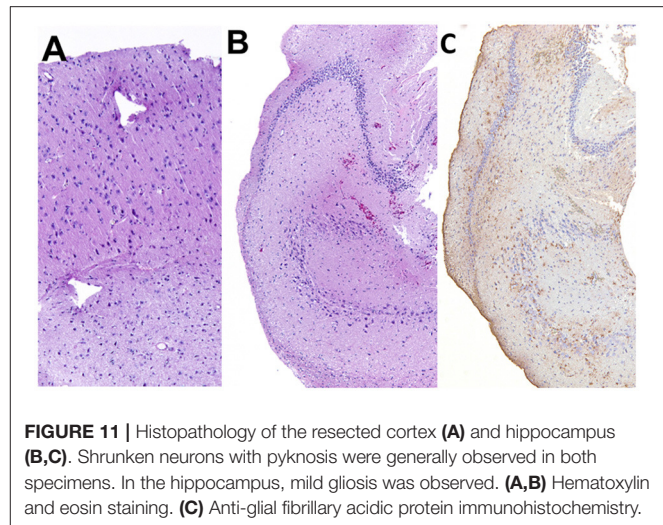 A B C
FIGURE 11 | Histopathology of the resected cortex (A) and hippocampus
(B,C). Shrunken neurons with pyknosis were generally observed in both
specimens. In the hippocampus, mild gliosis was observed. (A,B) Hematoxylin
and eosin staining. (C) Anti-glial fibrillary acidic protein immunohistochemistry.